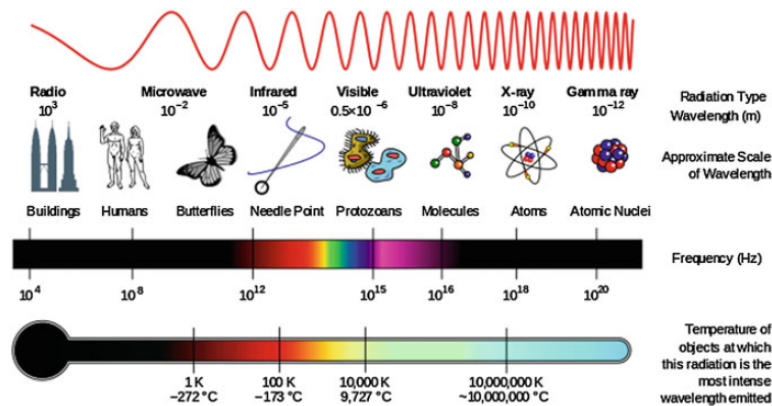 Radio Microwave Infrared Visible Ultraviolet X-ray Gamma ray Radiation Type
10³ 10⁻² 10⁻⁵ 0.5×10⁻⁶ 10⁻⁸ 10⁻¹⁰ 10⁻¹² Wavelength (m)
Approximate Scale
of Wavelength
Buildings Humans Butterflies Needle Point Protozoans Molecules Atoms Atomic Nuclei
Frequency (Hz)
10⁴ 10⁻⁸ 10¹² 10¹⁵ 10¹⁶ 10¹⁸ 10²⁰
Temperature of
objects at which
this radiation is the
most intense
wavelength emitted
1 K 100 K 10,000 K 10,000,000 K
−272 °C −173 °C 9,727 °C ~10,000,000 °C